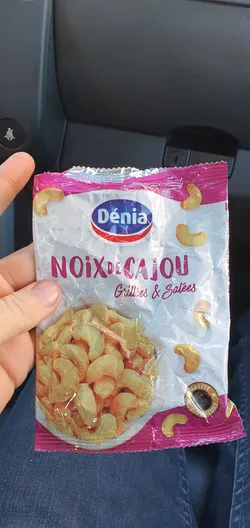 Dénia
NOIX DE CAJOU
Grillées & Salées